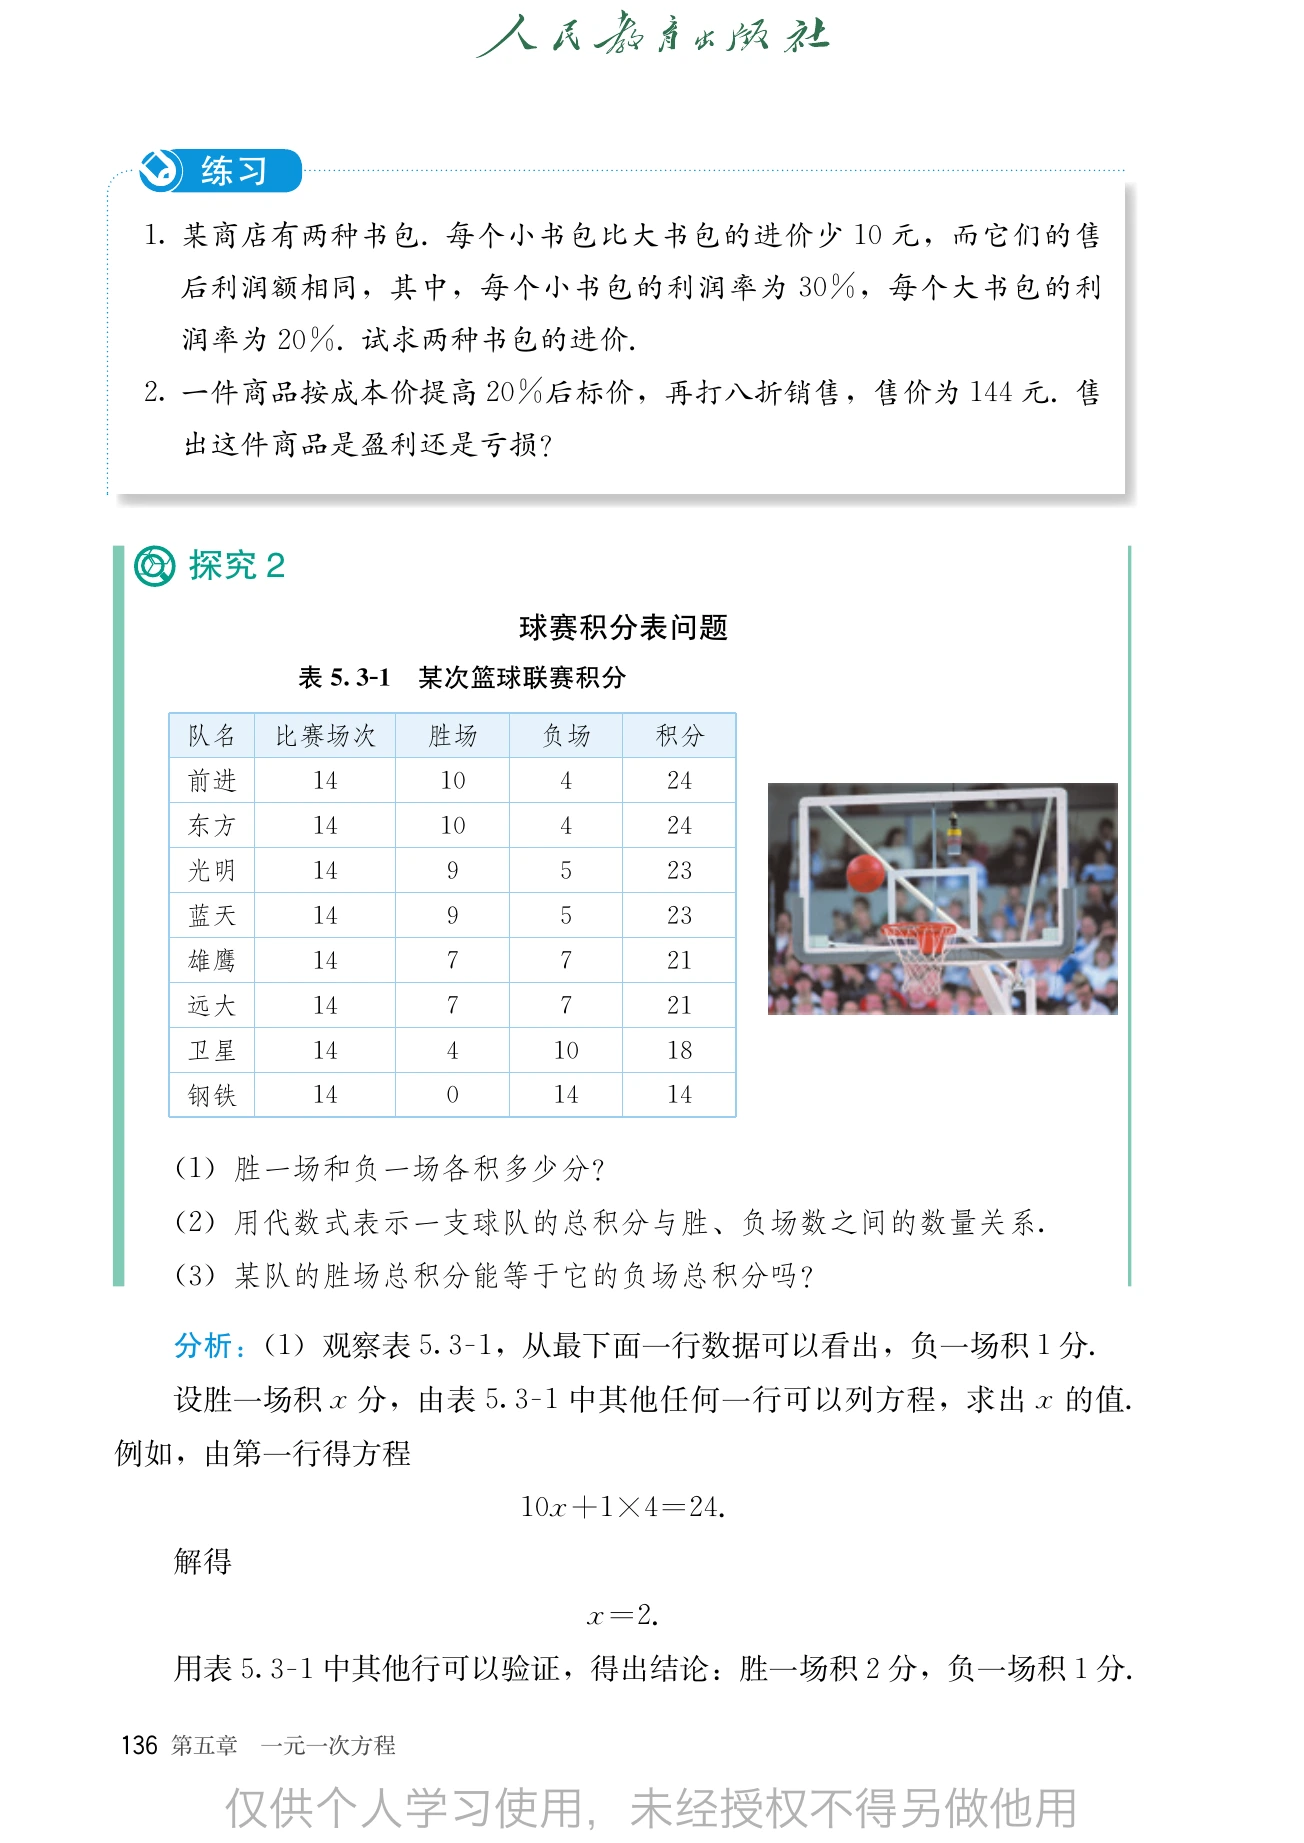 人民教育出版社
练习
1. 某商店有两种书包. 每个小书包比大书包的进价少 10 元，而它们的售
后利润额相同，其中，每个小书包的利润率为 30%，每个大书包的利
润率为 20%. 试求两种书包的进价.
2. 一件商品按成本价提高 20%后标价，再打八折销售，售价为 144 元. 售
出这件商品是盈利还是亏损？
探究 2
球赛积分表问题
表 5.3-1 某次篮球联赛积分
队名 比赛场次 胜场 负场 积分
前进 14 10 4 24
东方 14 10 4 24
光明 14 9 5 23
蓝天 14 9 5 23
雄鹰 14 7 7 21
远大 14 7 7 21
卫星 14 4 10 18
钢铁 14 0 14 14
（1）胜一场和负一场各积多少分？
（2）用代数式表示一支球队的总积分与胜、负场数之间的数量关系.
（3）某队的胜场总积分能等于它的负场总积分吗？
分析：（1）观察表 5.3-1，从最下面一行数据可以看出，负一场积 1 分.
设胜一场积 x 分，由表 5.3-1 中其他任何一行可以列方程，求出 x 的值.
例如，由第一行得方程
10x＋1×4＝24.
解得
x＝2.
用表 5.3-1 中其他行可以验证，得出结论：胜一场积 2 分，负一场积 1 分.
136 第五章 一元一次方程
仅供个人学习使用，未经授权不得另做他用